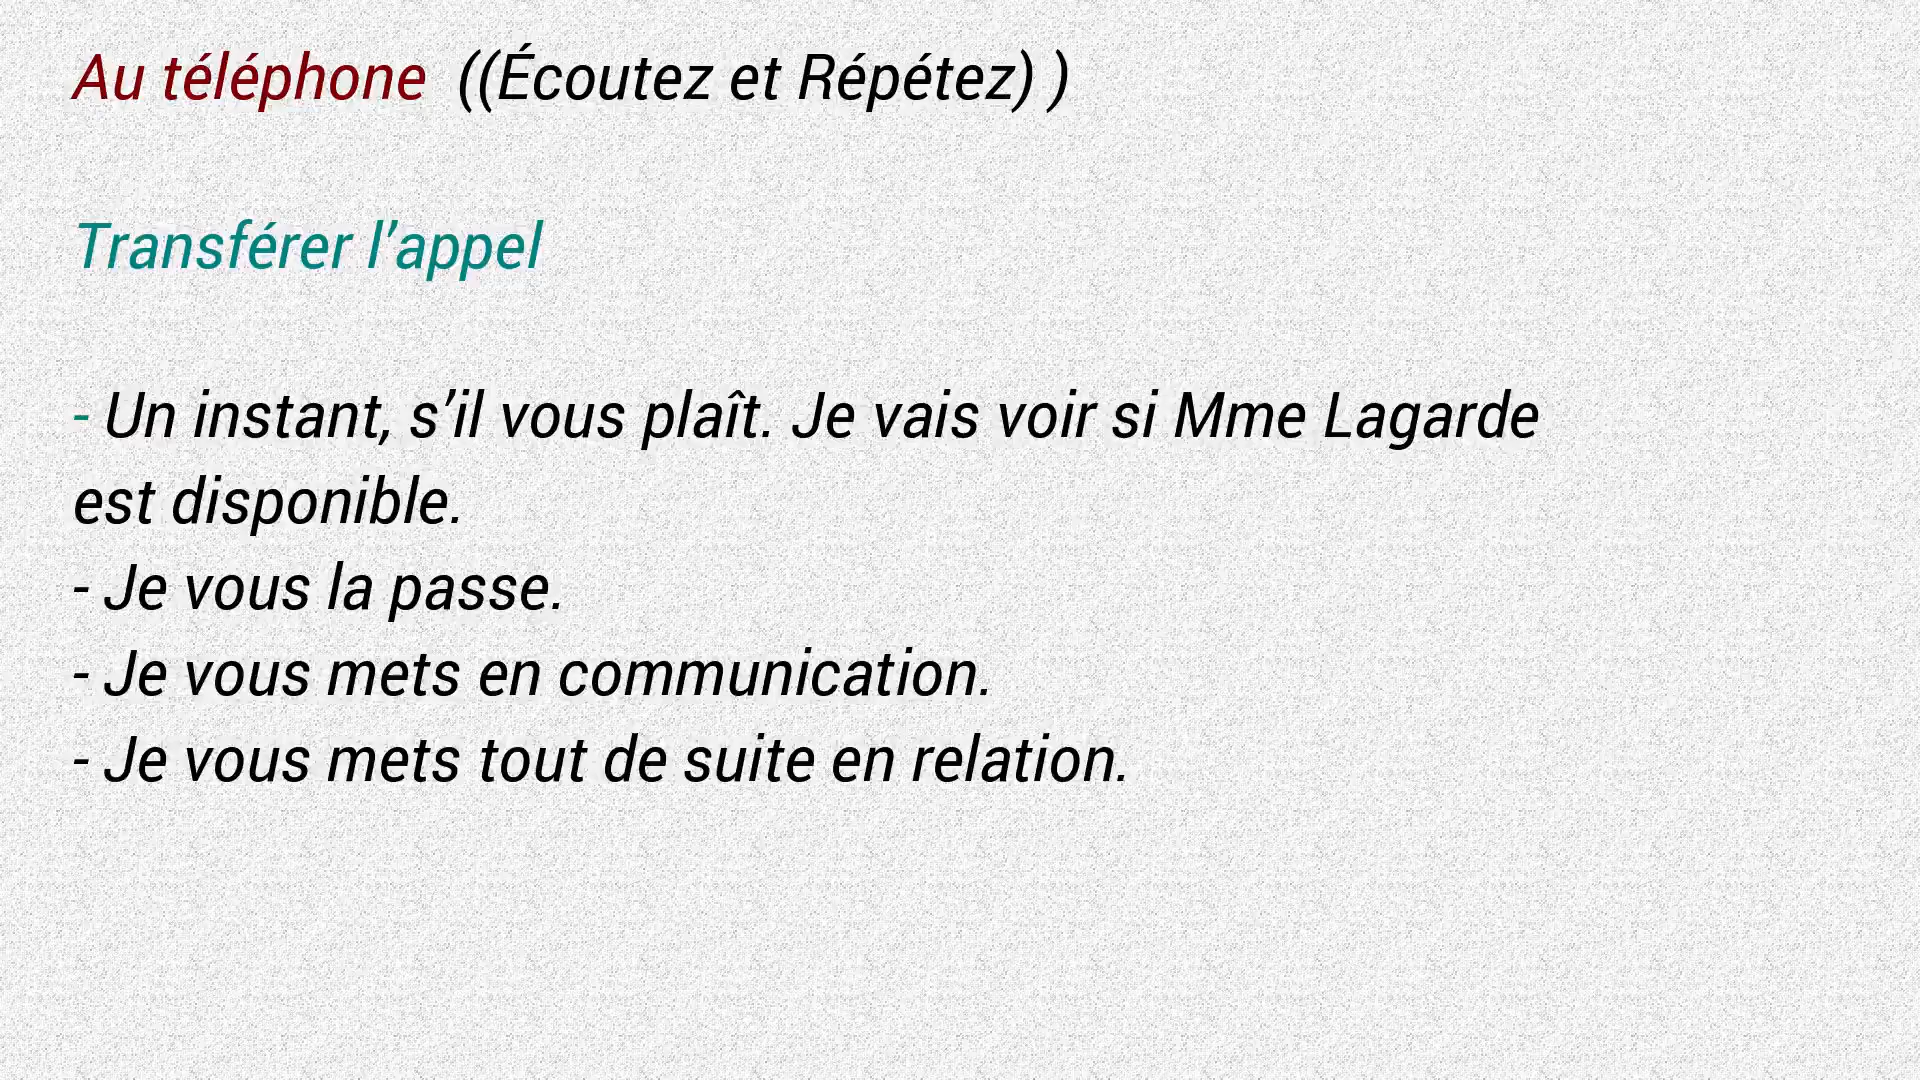 Au téléphone ((Écoutez et Répétez) )
Transférer l’appel
- Un instant, s’il vous plaît. Je vais voir si Mme Lagarde
est disponible.
- Je vous la passe.
- Je vous mets en communication.
- Je vous mets tout de suite en relation.